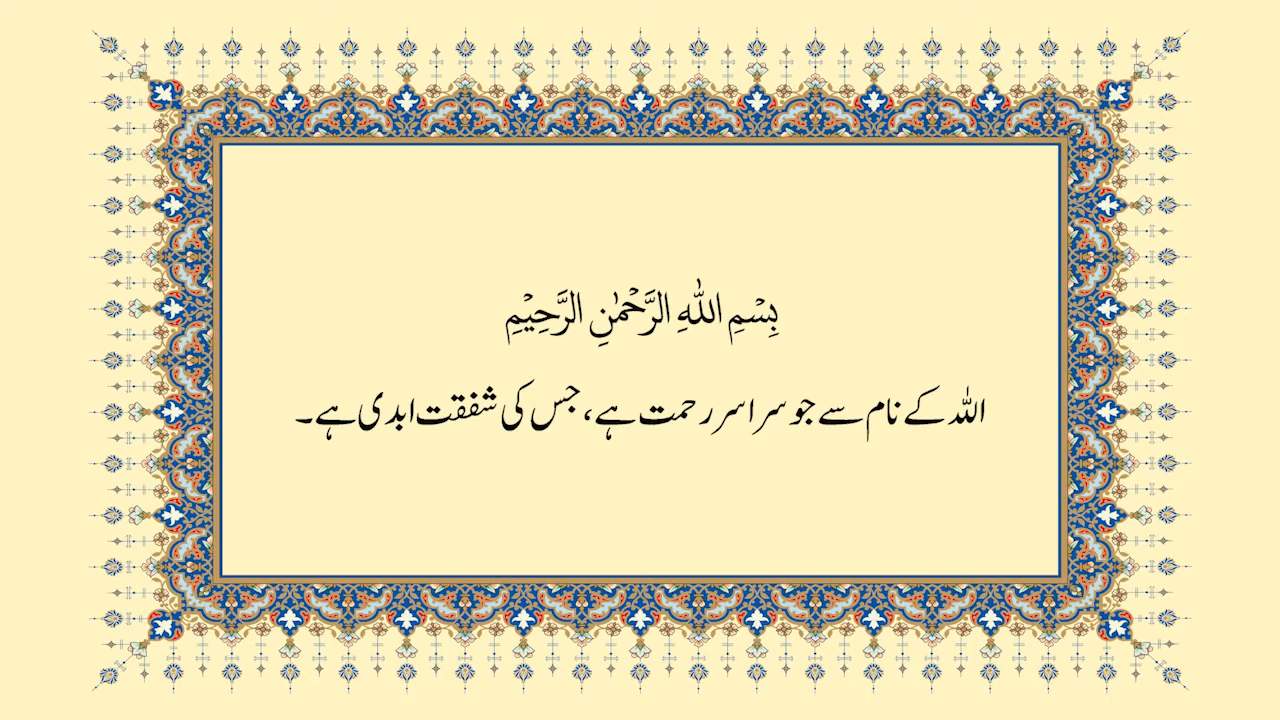 بِسْمِ اللّٰهِ الرَّحْمٰنِ الرَّحِيْمِ
اللہ کے نام سے جو سراسر رحمت ہے، جس کی شفقت ابدی ہے۔